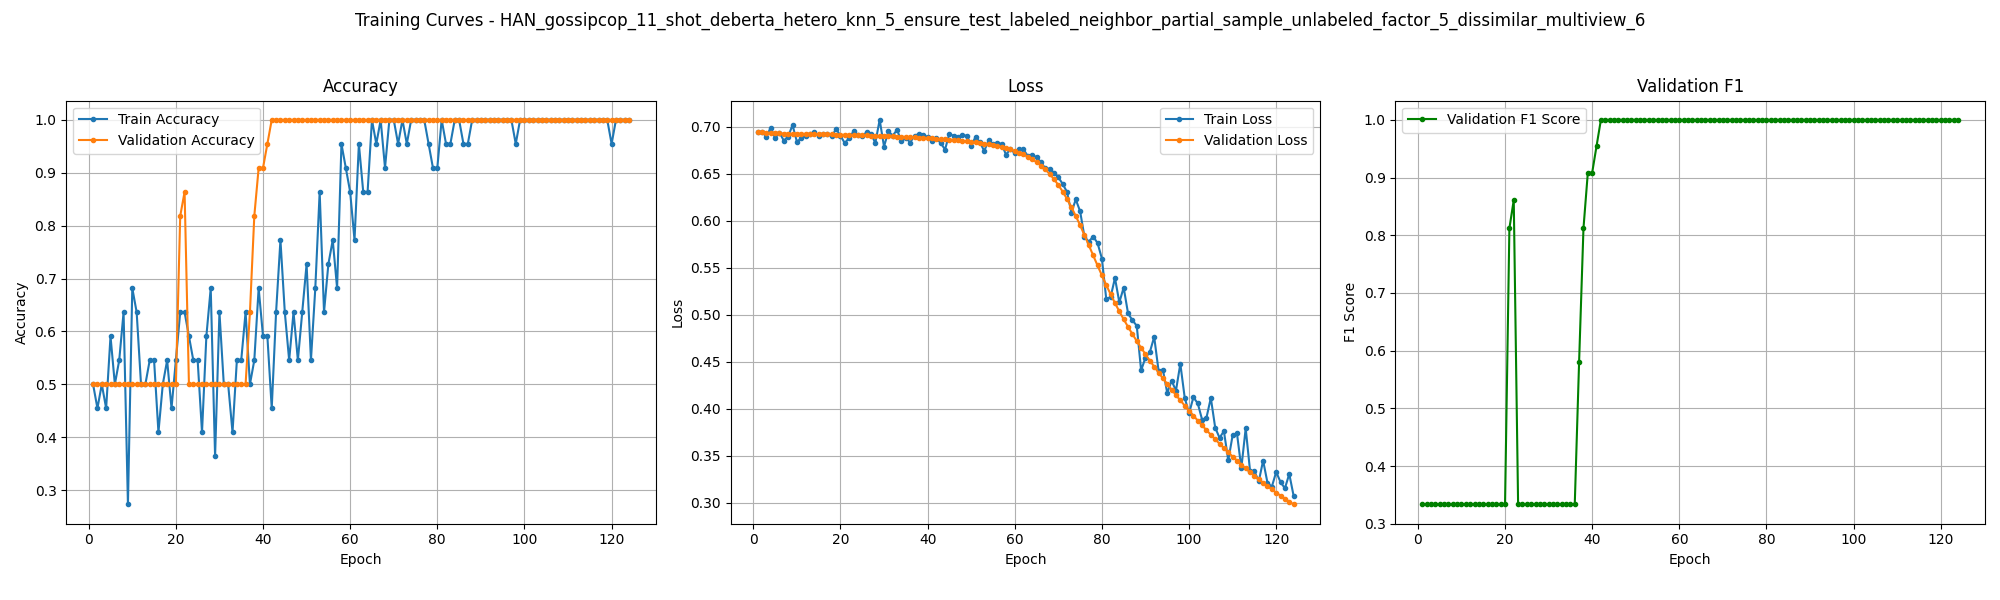 Training Curves - HAN_gossipcop_11_shot_deberta_hetero_knn_5_ensure_test_labeled_neighbor_partial_sample_unlabeled_factor_5_dissimilar_multiview_6
Accuracy
Train Accuracy
Validation Accuracy
1.0
0.9
0.8
0.7
0.6
0.5
0.4
0.3
Accuracy
0 20 40 60 80 100 120
Epoch
Loss
Train Loss
Validation Loss
0.70
0.65
0.60
0.55
0.50
0.45
0.40
0.35
0.30
Loss
0 20 40 60 80 100 120
Epoch
Validation F1
Validation F1 Score
1.0
0.9
0.8
0.7
0.6
0.5
0.4
0.3
F1 Score
0 20 40 60 80 100 120
Epoch